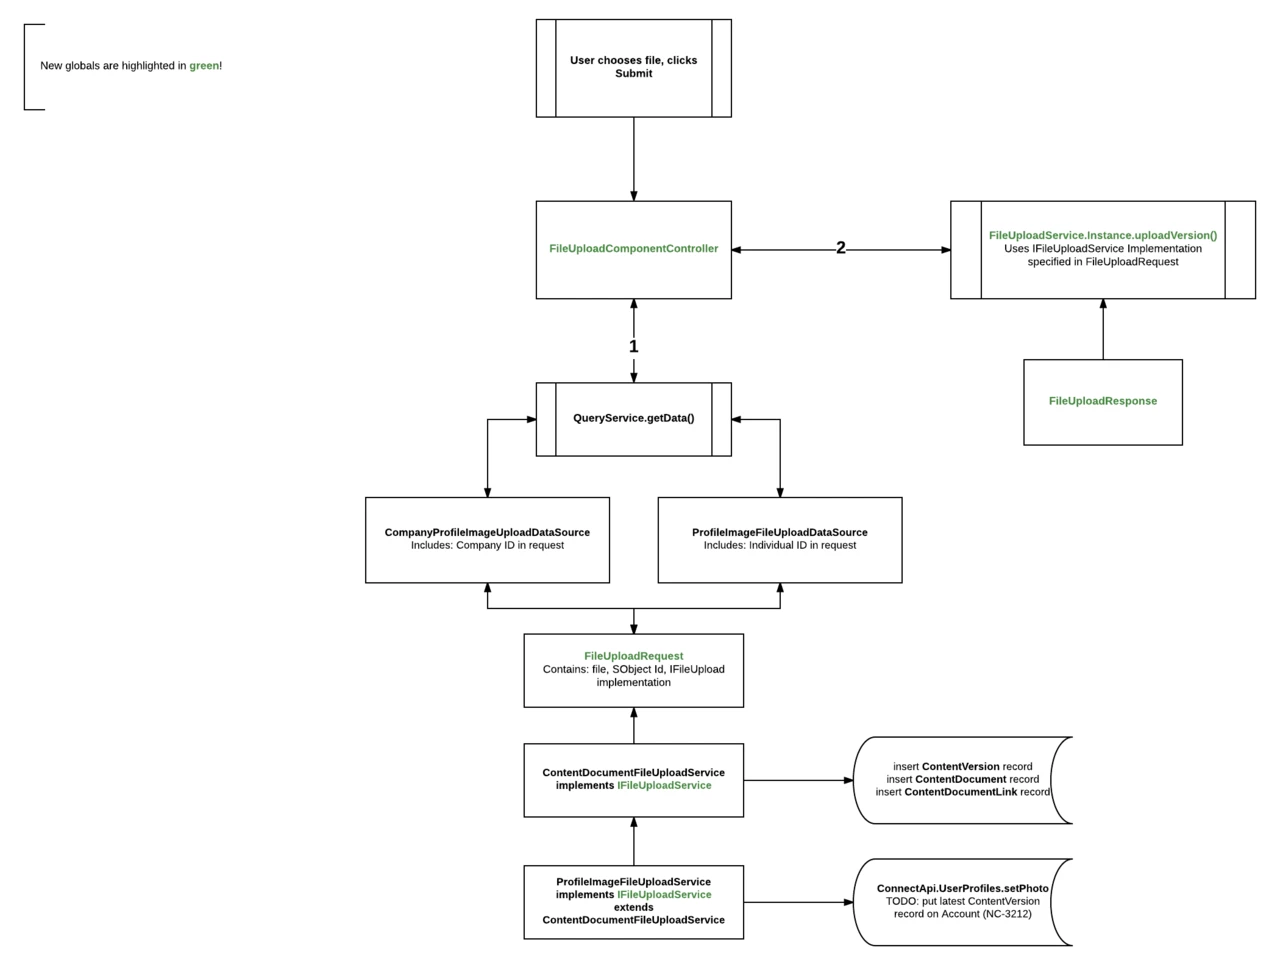 New globals are highlighted in green!
User chooses file, clicks
Submit
FileUploadComponentController
2
FileUploadService.Instance.uploadVersion()
Uses IFileUploadService Implementation
specified in FileUploadRequest
1
FileUploadResponse
QueryService.getData()
CompanyProfileImageUploadDataSource
Includes: Company ID in request
ProfileImageFileUploadDataSource
Includes: Individual ID in request
FileUploadRequest
Contains: file, SObject Id, IFileUpload
implementation
ContentDocumentFileUploadService
implements IFileUploadService
insert ContentVersion record
insert ContentDocument record
insert ContentDocumentLink record
ProfileImageFileUploadService
implements IFileUploadService
extends
ContentDocumentFileUploadService
ConnectApi.UserProfiles.setPhoto
TODO: put latest ContentVersion
record on Account (NC-3212)